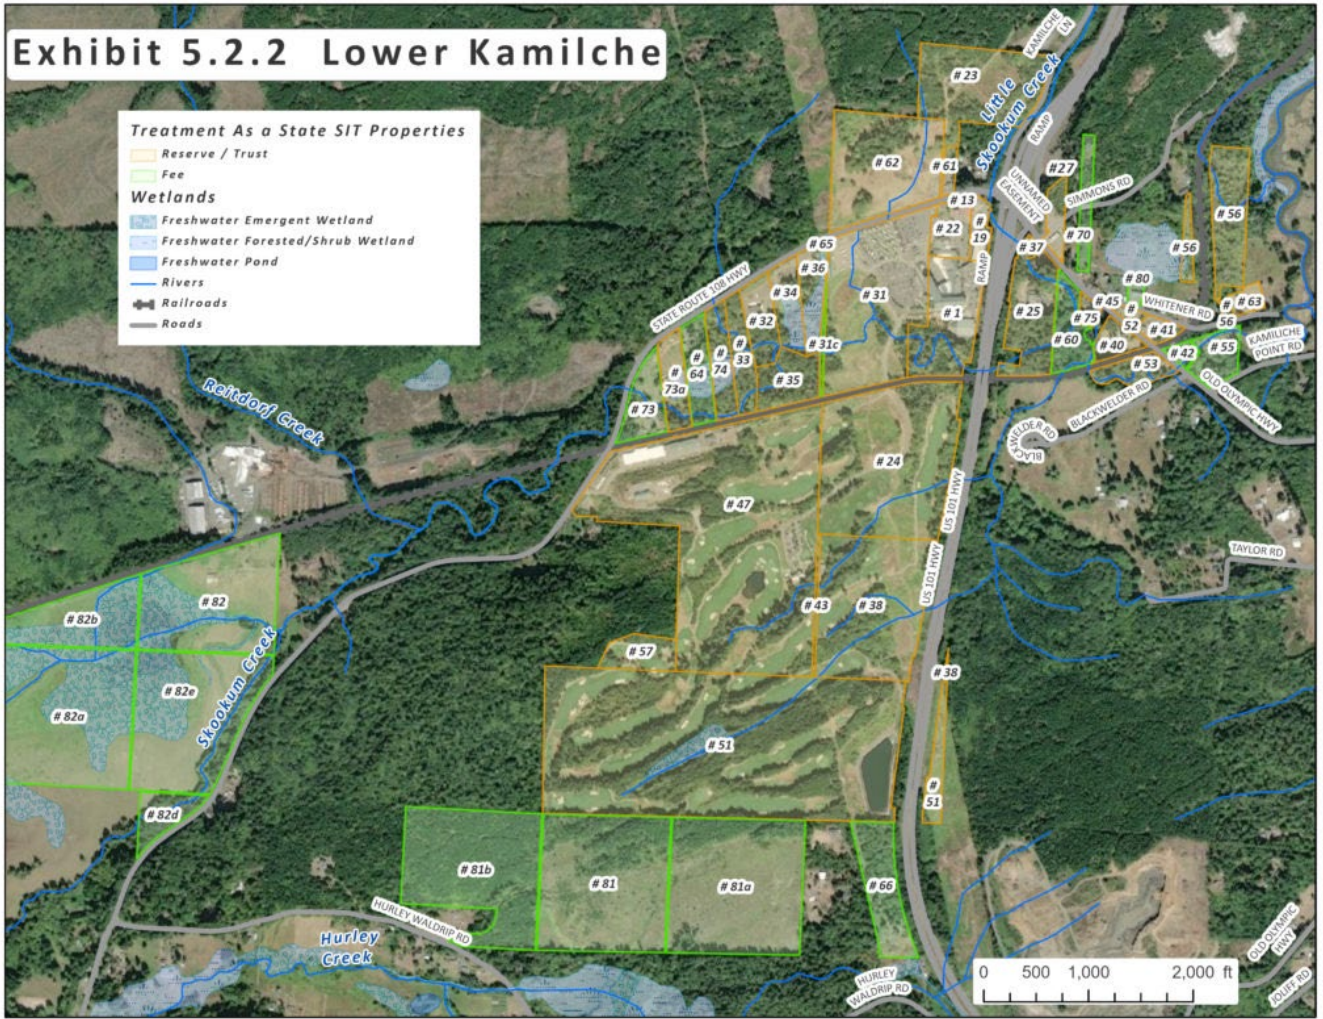 Exhibit 5.2.2 Lower Kamilche
Treatment As a State SIT Properties
Reserve / Trust
Fee
Wetlands
Freshwater Emergent Wetland
Freshwater Forested/Shrub Wetland
Freshwater Pond
Rivers
Railroads
Roads
KAMILCHE LN
# 23
Little Skookum Creek
RAMP
# 62
# 61
#27
UNNAMED EASEMENT
SIMMONS RD
# 13
# 22
# 19
# 37
# 70
# 56
# 56
# 65
# 36
RAMP
STATE ROUTE 108 HWY
# 34
# 31
# 80
# 45
WHITENER RD
# 63
# 32
# 1
# 25
# 75
# 52
# 41
# 56
# 33
# 31c
# 60
# 40
# 42
# 55
KAMILICHE POINT RD
# 64
# 74
# 73a
# 35
# 53
OLD OLYMPIC HWY
BLACKWELDER RD
# 73
Reitdorf Creek
BLACKWELDER RD
# 24
# 47
US 101 HWY
TAYLOR RD
US 101 HWY
# 82
# 82b
# 43
# 38
Skookum Creek
# 57
# 38
# 82e
# 82a
# 51
# 51
# 82d
# 81b
# 81
# 81a
# 66
HURLEY WALDRIP RD
Hurley Creek
OLD OLYMPIC HWY
HURLEY WALDRIP RD
0 500 1,000 2,000 ft
JOLIFF RD